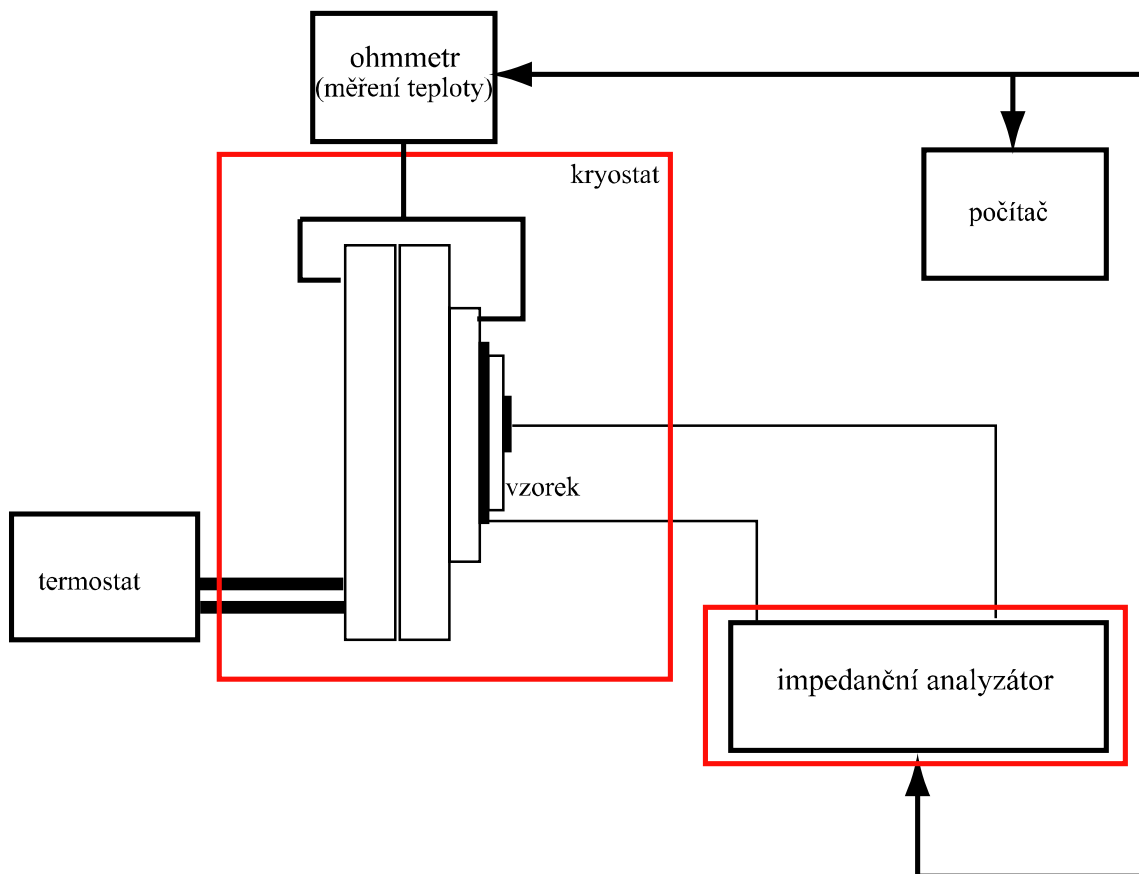 ohmmetr
(měření teploty)
kryostat
počítač
vzorek
termostat
impedanční analyzátor